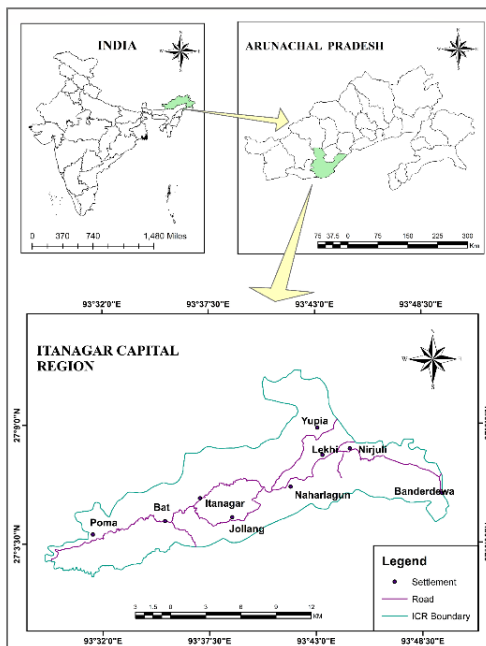 INDIA
0 370 740 1,480 Miles
ARUNACHAL PRADESH
75 37.5 0 75 150 225 300
Km
93°32'0"E 93°37'30"E 93°43'0"E 93°48'30"E
ITANAGAR CAPITAL
REGION
N
W E
S
27°9'0"N
27°3'30"N
Yupia
Lekhi
Nirjuli
Banderdewa
Naharlagun
Itanagar
Jollang
Bat
Poma
Legend
Settlement
Road
ICR Boundary
3 1.5 0 3 6 9 12
KM
93°32'0"E 93°37'30"E 93°43'0"E 93°48'30"E